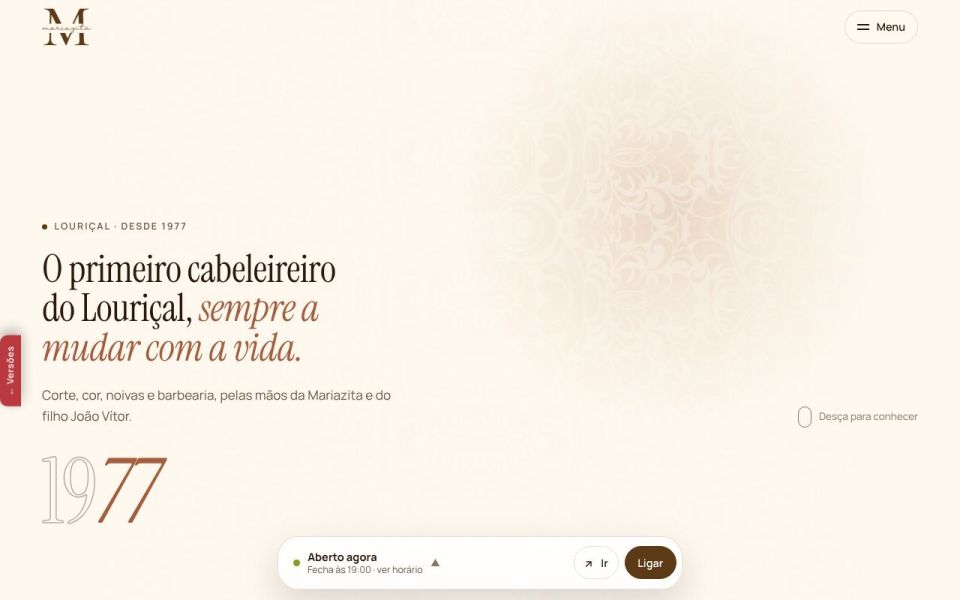 M
mariazita
Menu
LOURIÇAL · DESDE 1977
O primeiro cabeleireiro
do Louriçal, sempre a
mudar com a vida.
← Versões
Corte, cor, noivas e barbearia, pelas mãos da Mariazita e do
filho João Vítor.
Desça para conhecer
1977
Aberto agora
Fecha às 19:00 · ver horário
Ir
Ligar